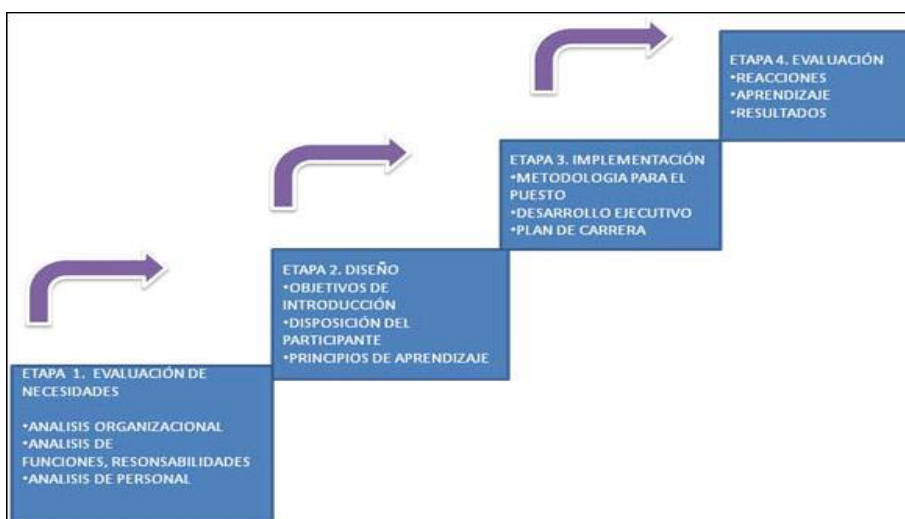 ETAPA 1. EVALUACIÓN DE
NECESIDADES
•ANALISIS ORGANIZACIONAL
•ANALISIS DE
FUNCIONES, RESONSABILIDADES
•ANALISIS DE PERSONAL
ETAPA 2. DISEÑO
•OBJETIVOS DE
INTRODUCCIÓN
•DISPOSICIÓN DEL
PARTICIPANTE
•PRINCIPIOS DE APRENDIZAJE
ETAPA 3. IMPLEMENTACIÓN
•METODOLOGIA PARA EL
PUESTO
•DESARROLLO EJECUTIVO
•PLAN DE CARRERA
ETAPA 4. EVALUACIÓN
•REACCIONES
•APRENDIZAJE
•RESULTADOS